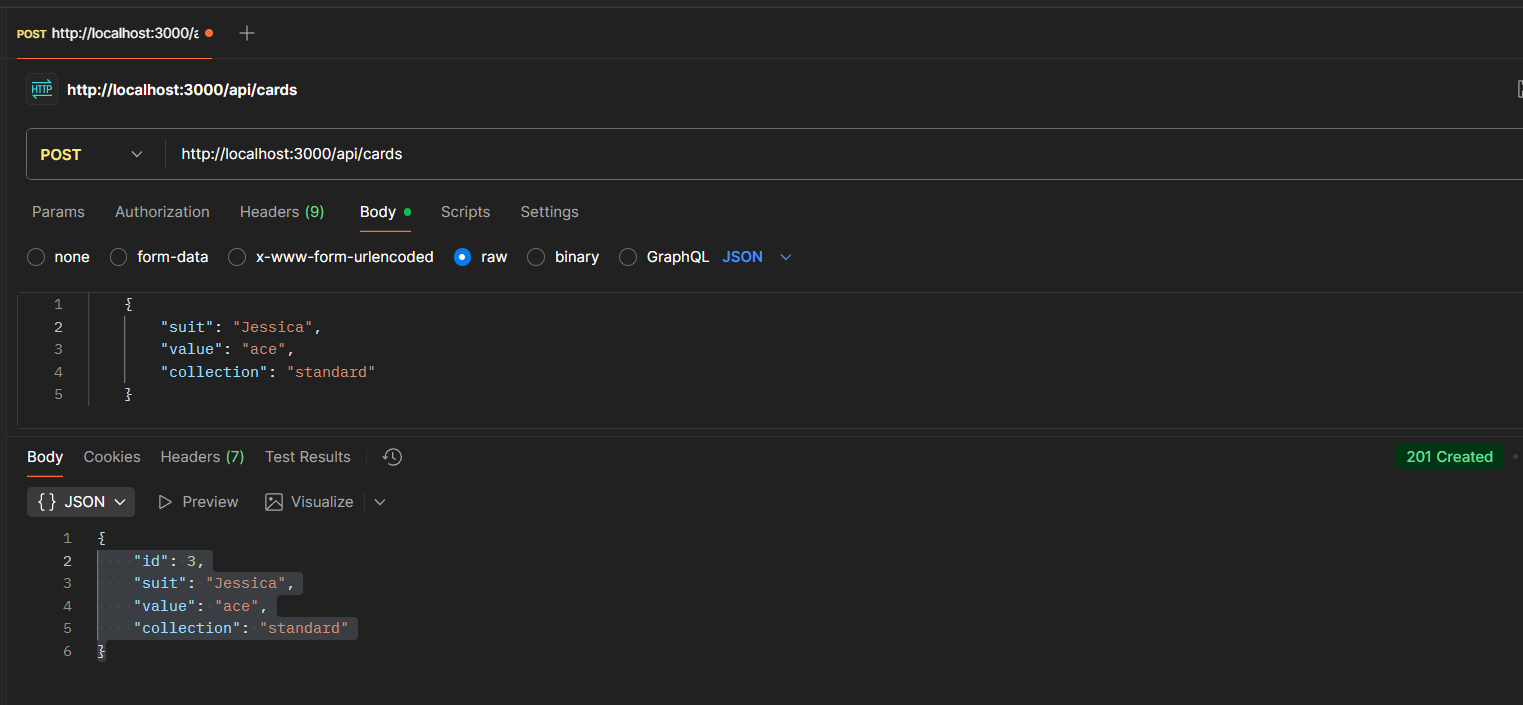 POST http://localhost:3000/a
HTTP http://localhost:3000/api/cards
POST http://localhost:3000/api/cards
Params Authorization Headers (9) Body Scripts Settings
none form-data x-www-form-urlencoded raw binary GraphQL JSON
1 {
2 "suit": "Jessica",
3 "value": "ace",
4 "collection": "standard"
5 }
Body Cookies Headers (7) Test Results 201 Created
{} JSON Preview Visualize
1 {
2 "id": 3,
3 "suit": "Jessica",
4 "value": "ace",
5 "collection": "standard"
6 }